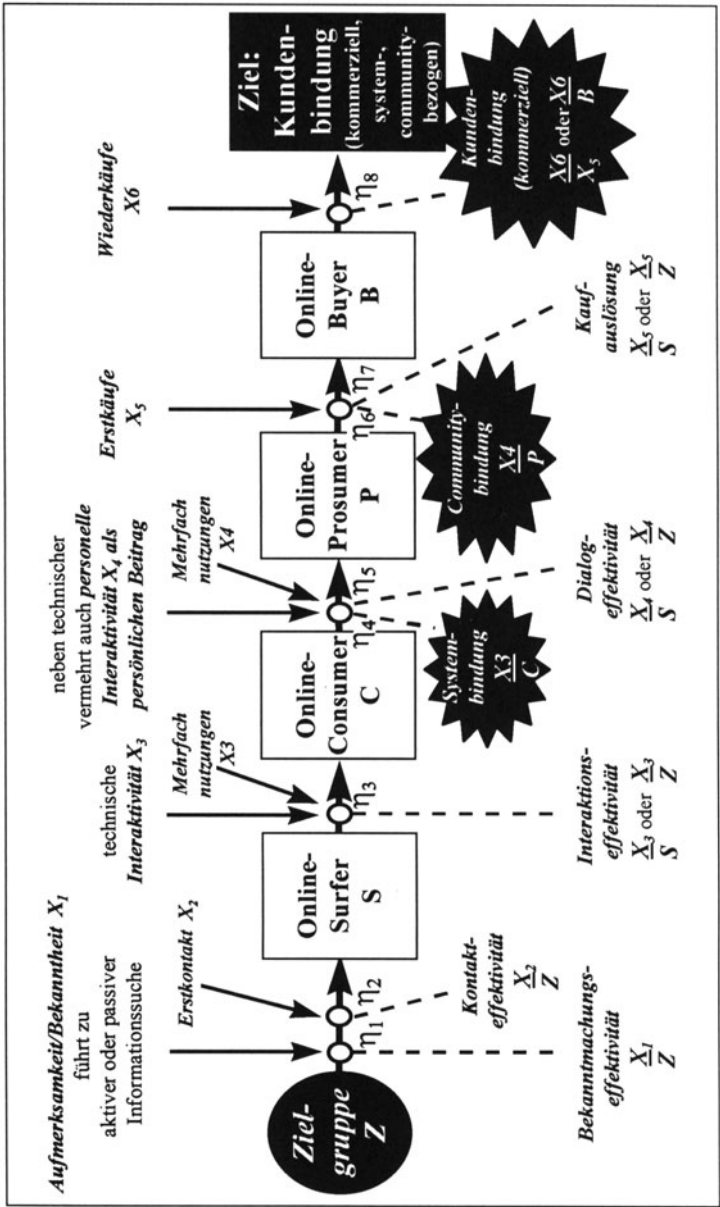 Aufmerksamkeit/Bekanntheit X₁
führt zu
aktiver oder passiver
Informationssuche
Erstkontakt X₂
technische
Interaktivität X₃
Mehrfach
nutzungen
X3
neben technischer
vermehrt auch personelle
Interaktivität X₄ als
persönlichen Beitrag
Mehrfach
nutzungen
X4
Erstkäufe
X₅
Wiederkäufe
X6
Ziel-
gruppe
Z
η₁
η₂
Online-
Surfer
S
η₃
Online-
Consumer
C
η₄
η₅
Online-
Prosumer
P
η₆
η₇
Online-
Buyer
B
η₈
Ziel:
Kunden-
bindung
(kommerziell,
system-,
community-
bezogen)
Bekanntmachungs-
effektivität
X₁
Z
Kontakt-
effektivität
X₂
Z
Interaktions-
effektivität
X₃ oder X₃
S Z
System-
bindung
X3
C
Dialog-
effektivität
X₄ oder X₄
S Z
Community-
bindung
X4
P
Kauf-
auslösung
X₅ oder X₅
S Z
Kunden-
bindung
(kommerziell)
X6 oder X6
X₅ B